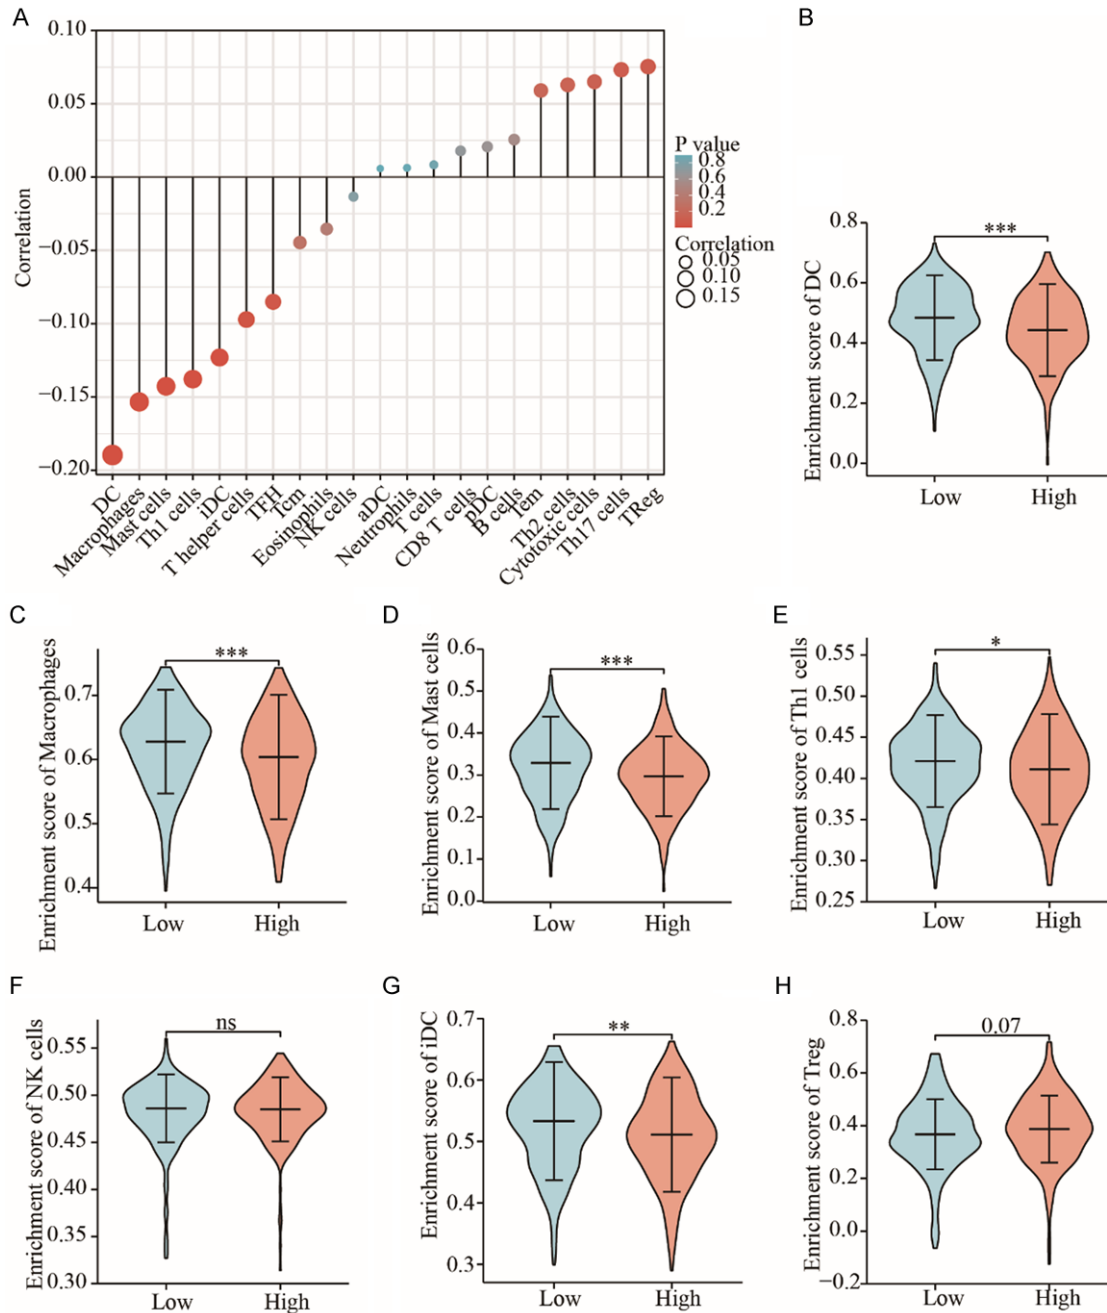 A
Correlation
0.10
0.05
0.00
−0.05
−0.10
−0.15
−0.20
DC
Macrophages
Mast cells
Th1 cells
iDC
T helper cells
TFH
Tcm
Eosinophils
NK cells
aDC
Neutrophils
T cells
CD8 T cells
pDC
B cells
Tem
Th2 cells
Cytotoxic cells
Th17 cells
TReg
P value
0.8
0.6
0.4
0.2
Correlation
0.05
0.10
0.15
B
Enrichment score of DC
0.8
0.6
0.4
0.2
0.0
***
Low High
C
Enrichment score of Macrophages
0.7
0.6
0.5
0.4
***
Low High
D
Enrichment score of Mast cells
0.6
0.5
0.4
0.3
0.2
0.1
0.0
***
Low High
E
Enrichment score of Th1 cells
0.55
0.50
0.45
0.40
0.35
0.30
0.25
*
Low High
F
Enrichment score of NK cells
0.55
0.50
0.45
0.40
0.35
0.30
ns
Low High
G
Enrichment score of iDC
0.7
0.6
0.5
0.4
0.3
**
Low High
H
Enrichment score of Treg
0.8
0.6
0.4
0.2
0.0
−0.2
0.07
Low High